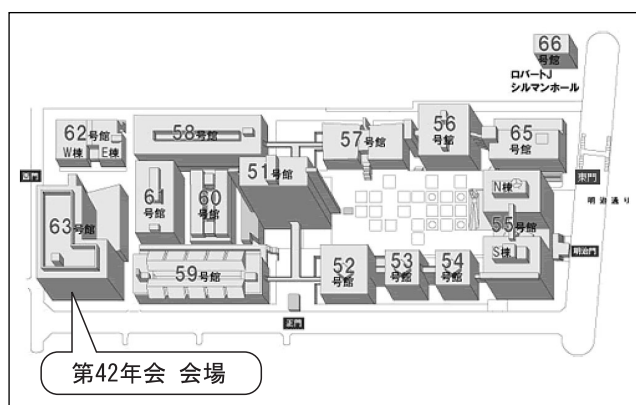 66
号館
ロバートJ
シルマンホール
62号館
W棟 E棟
58号館
57号館
56
号館
65
号館
51号館
西門
61
号館
60
号館
N棟
東門
明治通り
63号館
55
号館
S棟
明治門
59号館
52
号館
53
号館
54
号館
正門
第42年会 会場